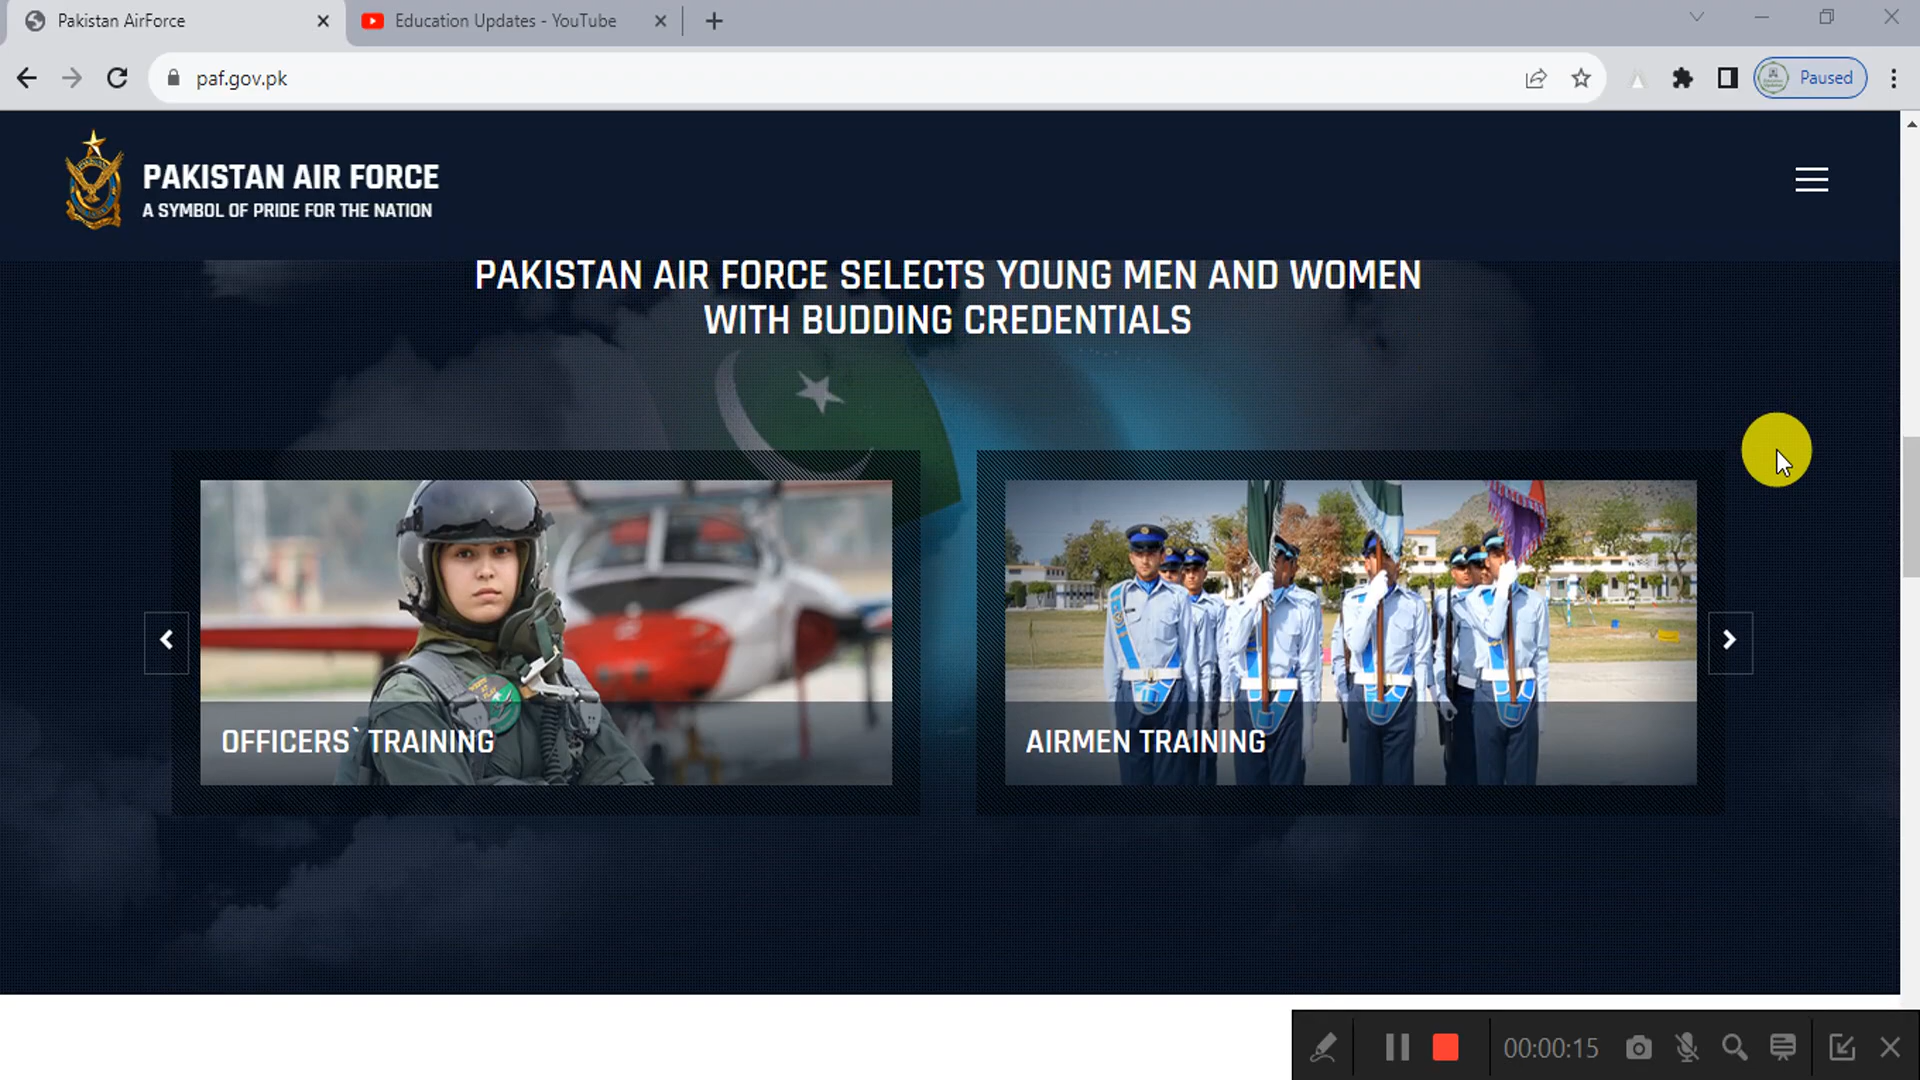 Pakistan AirForce
Education Updates - YouTube
paf.gov.pk
Paused
PAKISTAN AIR FORCE
A SYMBOL OF PRIDE FOR THE NATION
PAKISTAN AIR FORCE SELECTS YOUNG MEN AND WOMEN
WITH BUDDING CREDENTIALS
OFFICERS` TRAINING
AIRMEN TRAINING
00:00:15